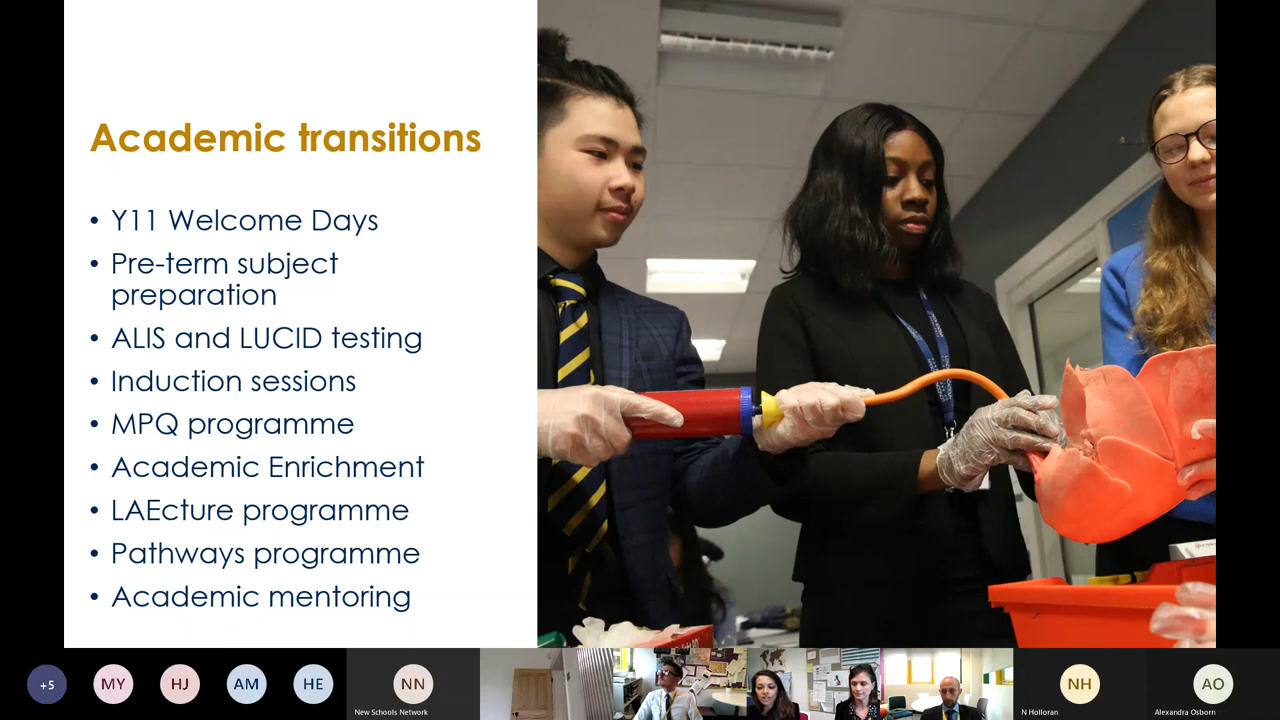 Academic transitions
• Y11 Welcome Days
• Pre-term subject
preparation
• ALIS and LUCID testing
• Induction sessions
• MPQ programme
• Academic Enrichment
• LAEcture programme
• Pathways programme
• Academic mentoring
+5
MY
HJ
AM
HE
NN
New Schools Network
NH
N Holloran
AO
Alexandra Osborn